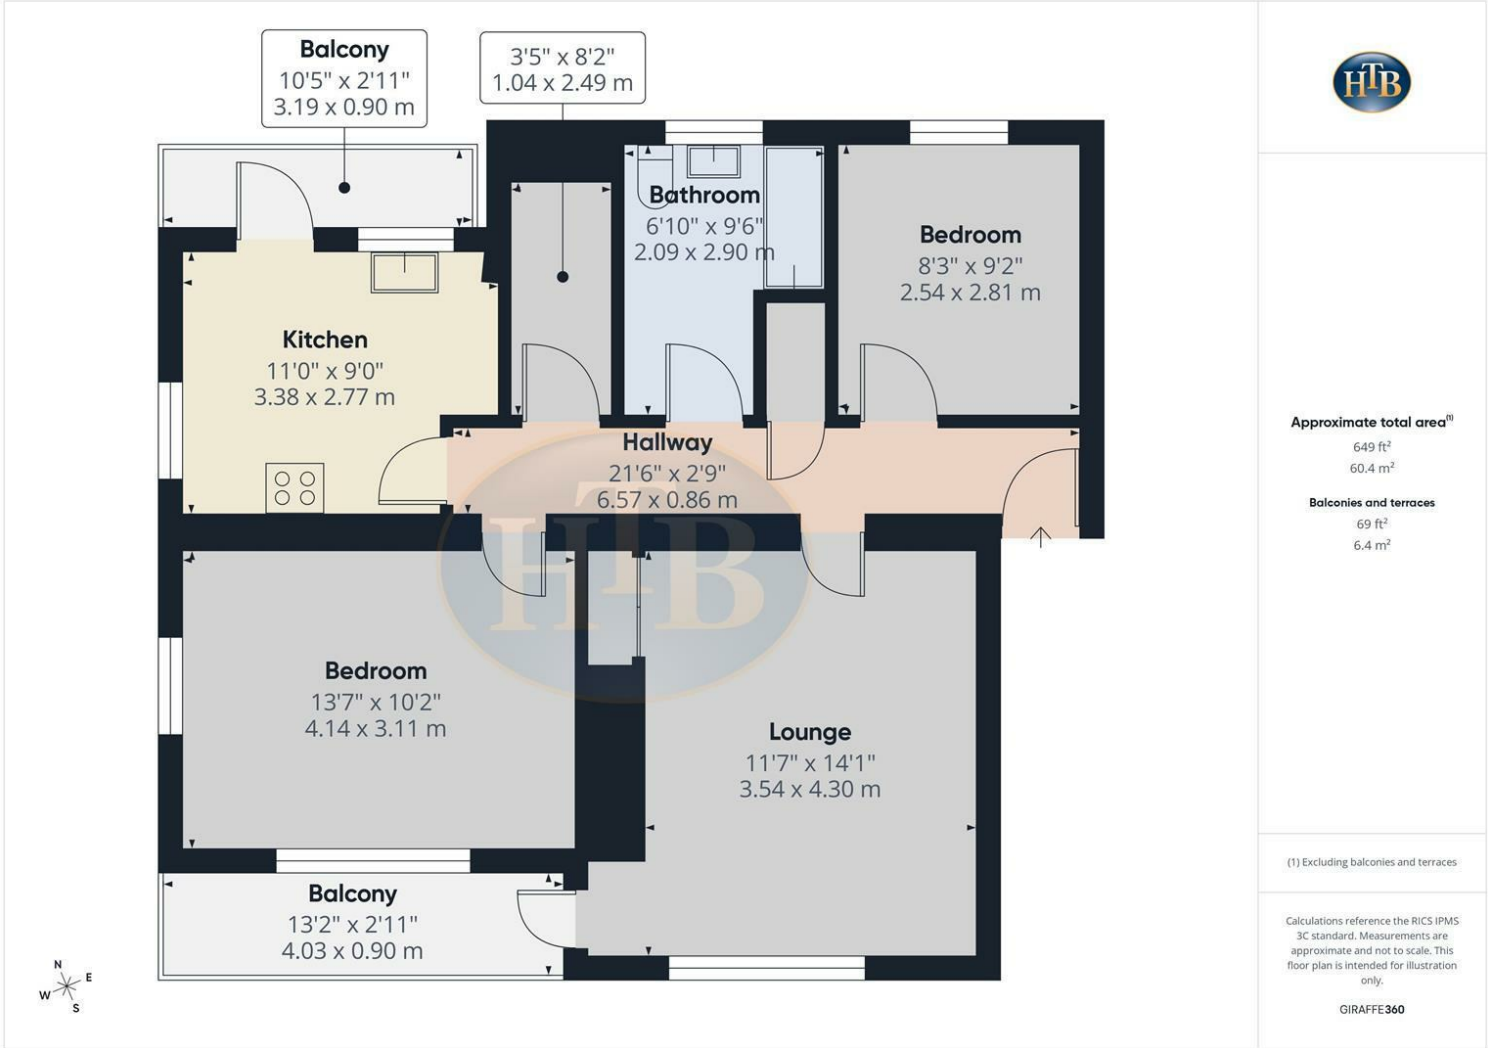 Balcony
10'5" x 2'11"
3.19 x 0.90 m
3'5" x 8'2"
1.04 x 2.49 m
HTB
Bathroom
6'10" x 9'6"
2.09 x 2.90 m
Bedroom
8'3" x 9'2"
2.54 x 2.81 m
Kitchen
11'0" x 9'0"
3.38 x 2.77 m
Hallway
21'6" x 2'9"
6.57 x 0.86 m
HTB
Bedroom
13'7" x 10'2"
4.14 x 3.11 m
Lounge
11'7" x 14'1"
3.54 x 4.30 m
Balcony
13'2" x 2'11"
4.03 x 0.90 m
N
E
W
S
Approximate total area(1)
649 ft²
60.4 m²
Balconies and terraces
69 ft²
6.4 m²
(1) Excluding balconies and terraces
Calculations reference the RICS IPMS
3C standard. Measurements are
approximate and not to scale. This
floor plan is intended for illustration
only.
GIRAFFE360